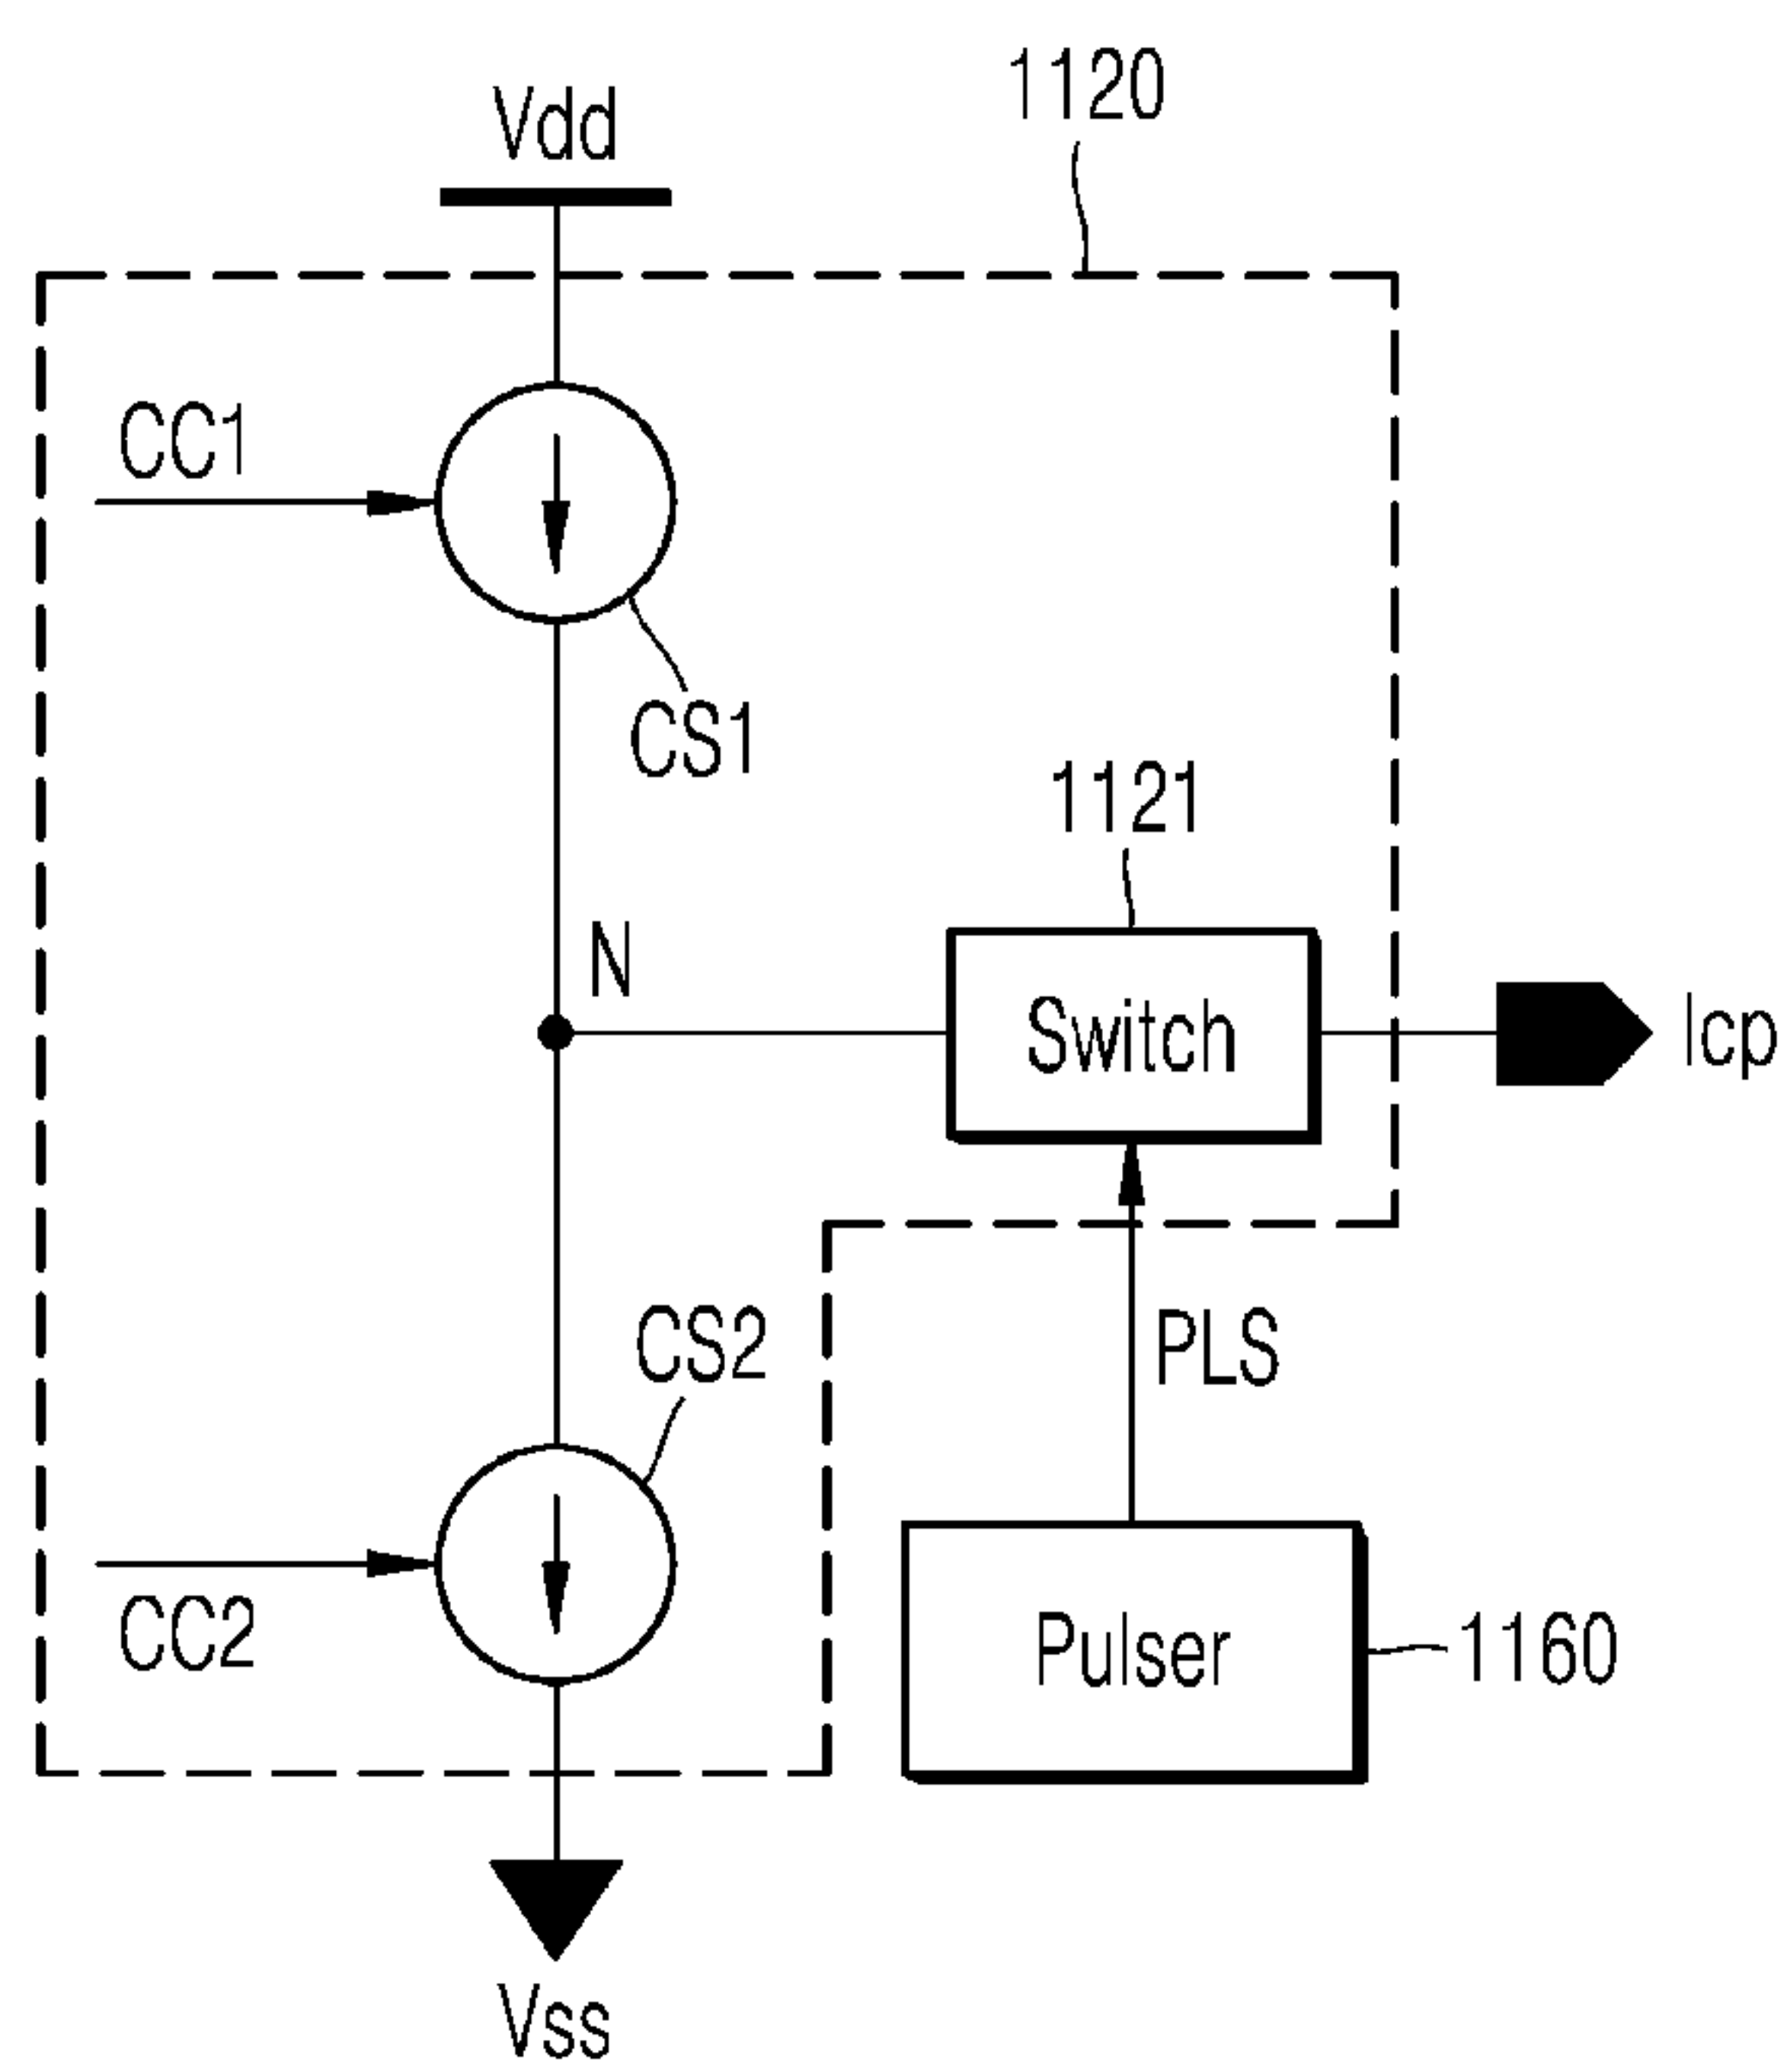 1120
Vdd
CC1
CS1
1121
N
Switch
Icp
CS2
PLS
CC2
Pulser
1160
Vss